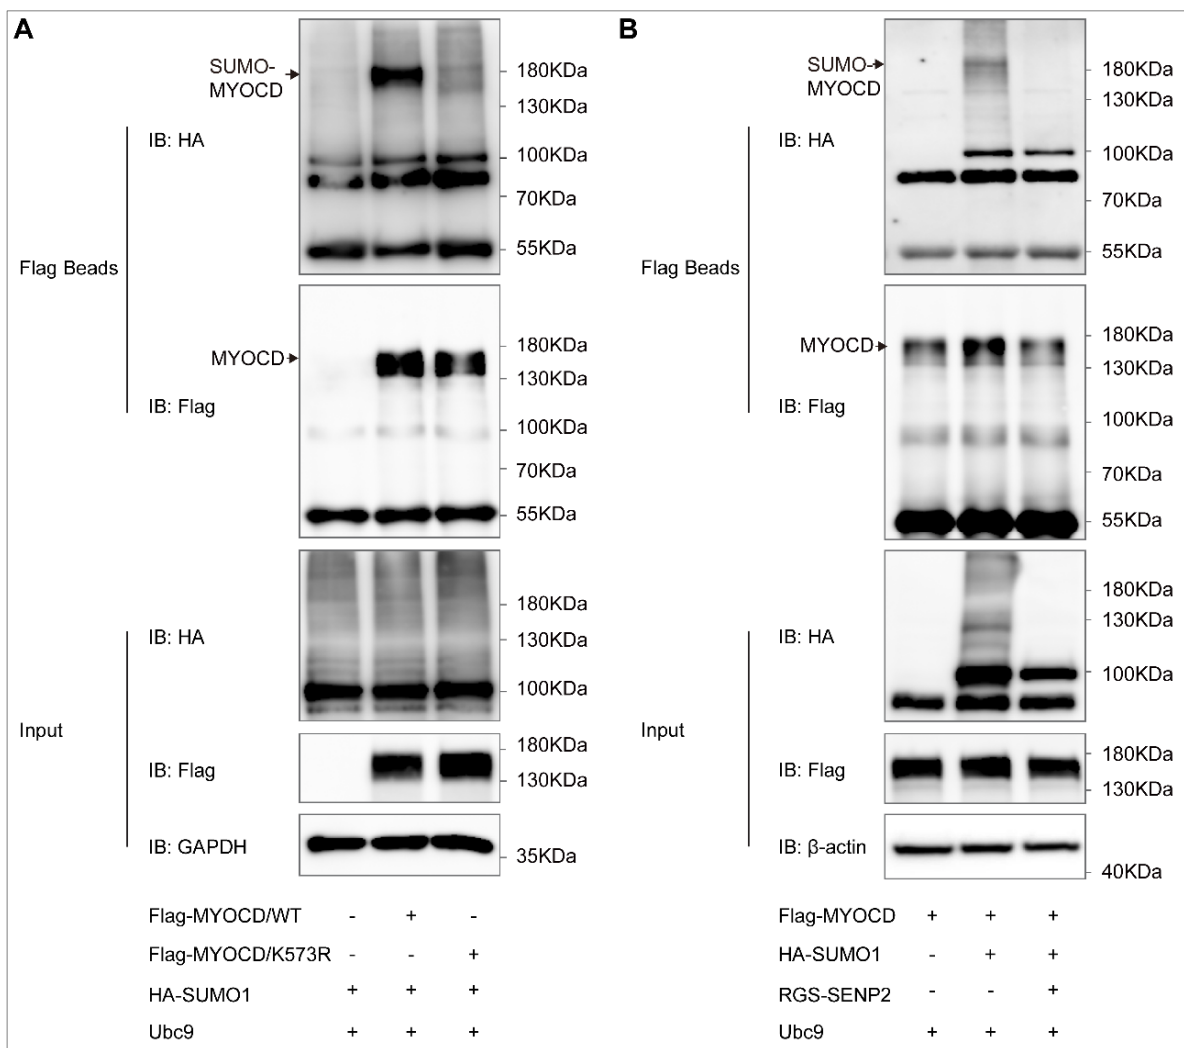 A
SUMO-
MYOCD
180KDa
130KDa
IB: HA
100KDa
70KDa
55KDa
Flag Beads
MYOCD
180KDa
130KDa
IB: Flag
100KDa
70KDa
55KDa
180KDa
IB: HA
130KDa
100KDa
Input
180KDa
IB: Flag
130KDa
IB: GAPDH
35KDa
Flag-MYOCD/WT - + -
Flag-MYOCD/K573R - - +
HA-SUMO1 + + +
Ubc9 + + +
B
SUMO-
MYOCD
180KDa
130KDa
IB: HA
100KDa
70KDa
55KDa
Flag Beads
MYOCD
180KDa
130KDa
IB: Flag
100KDa
70KDa
55KDa
180KDa
130KDa
IB: HA
100KDa
Input
180KDa
IB: Flag
130KDa
IB: β-actin
40KDa
Flag-MYOCD + + +
HA-SUMO1 - + +
RGS-SENP2 - - +
Ubc9 + + +